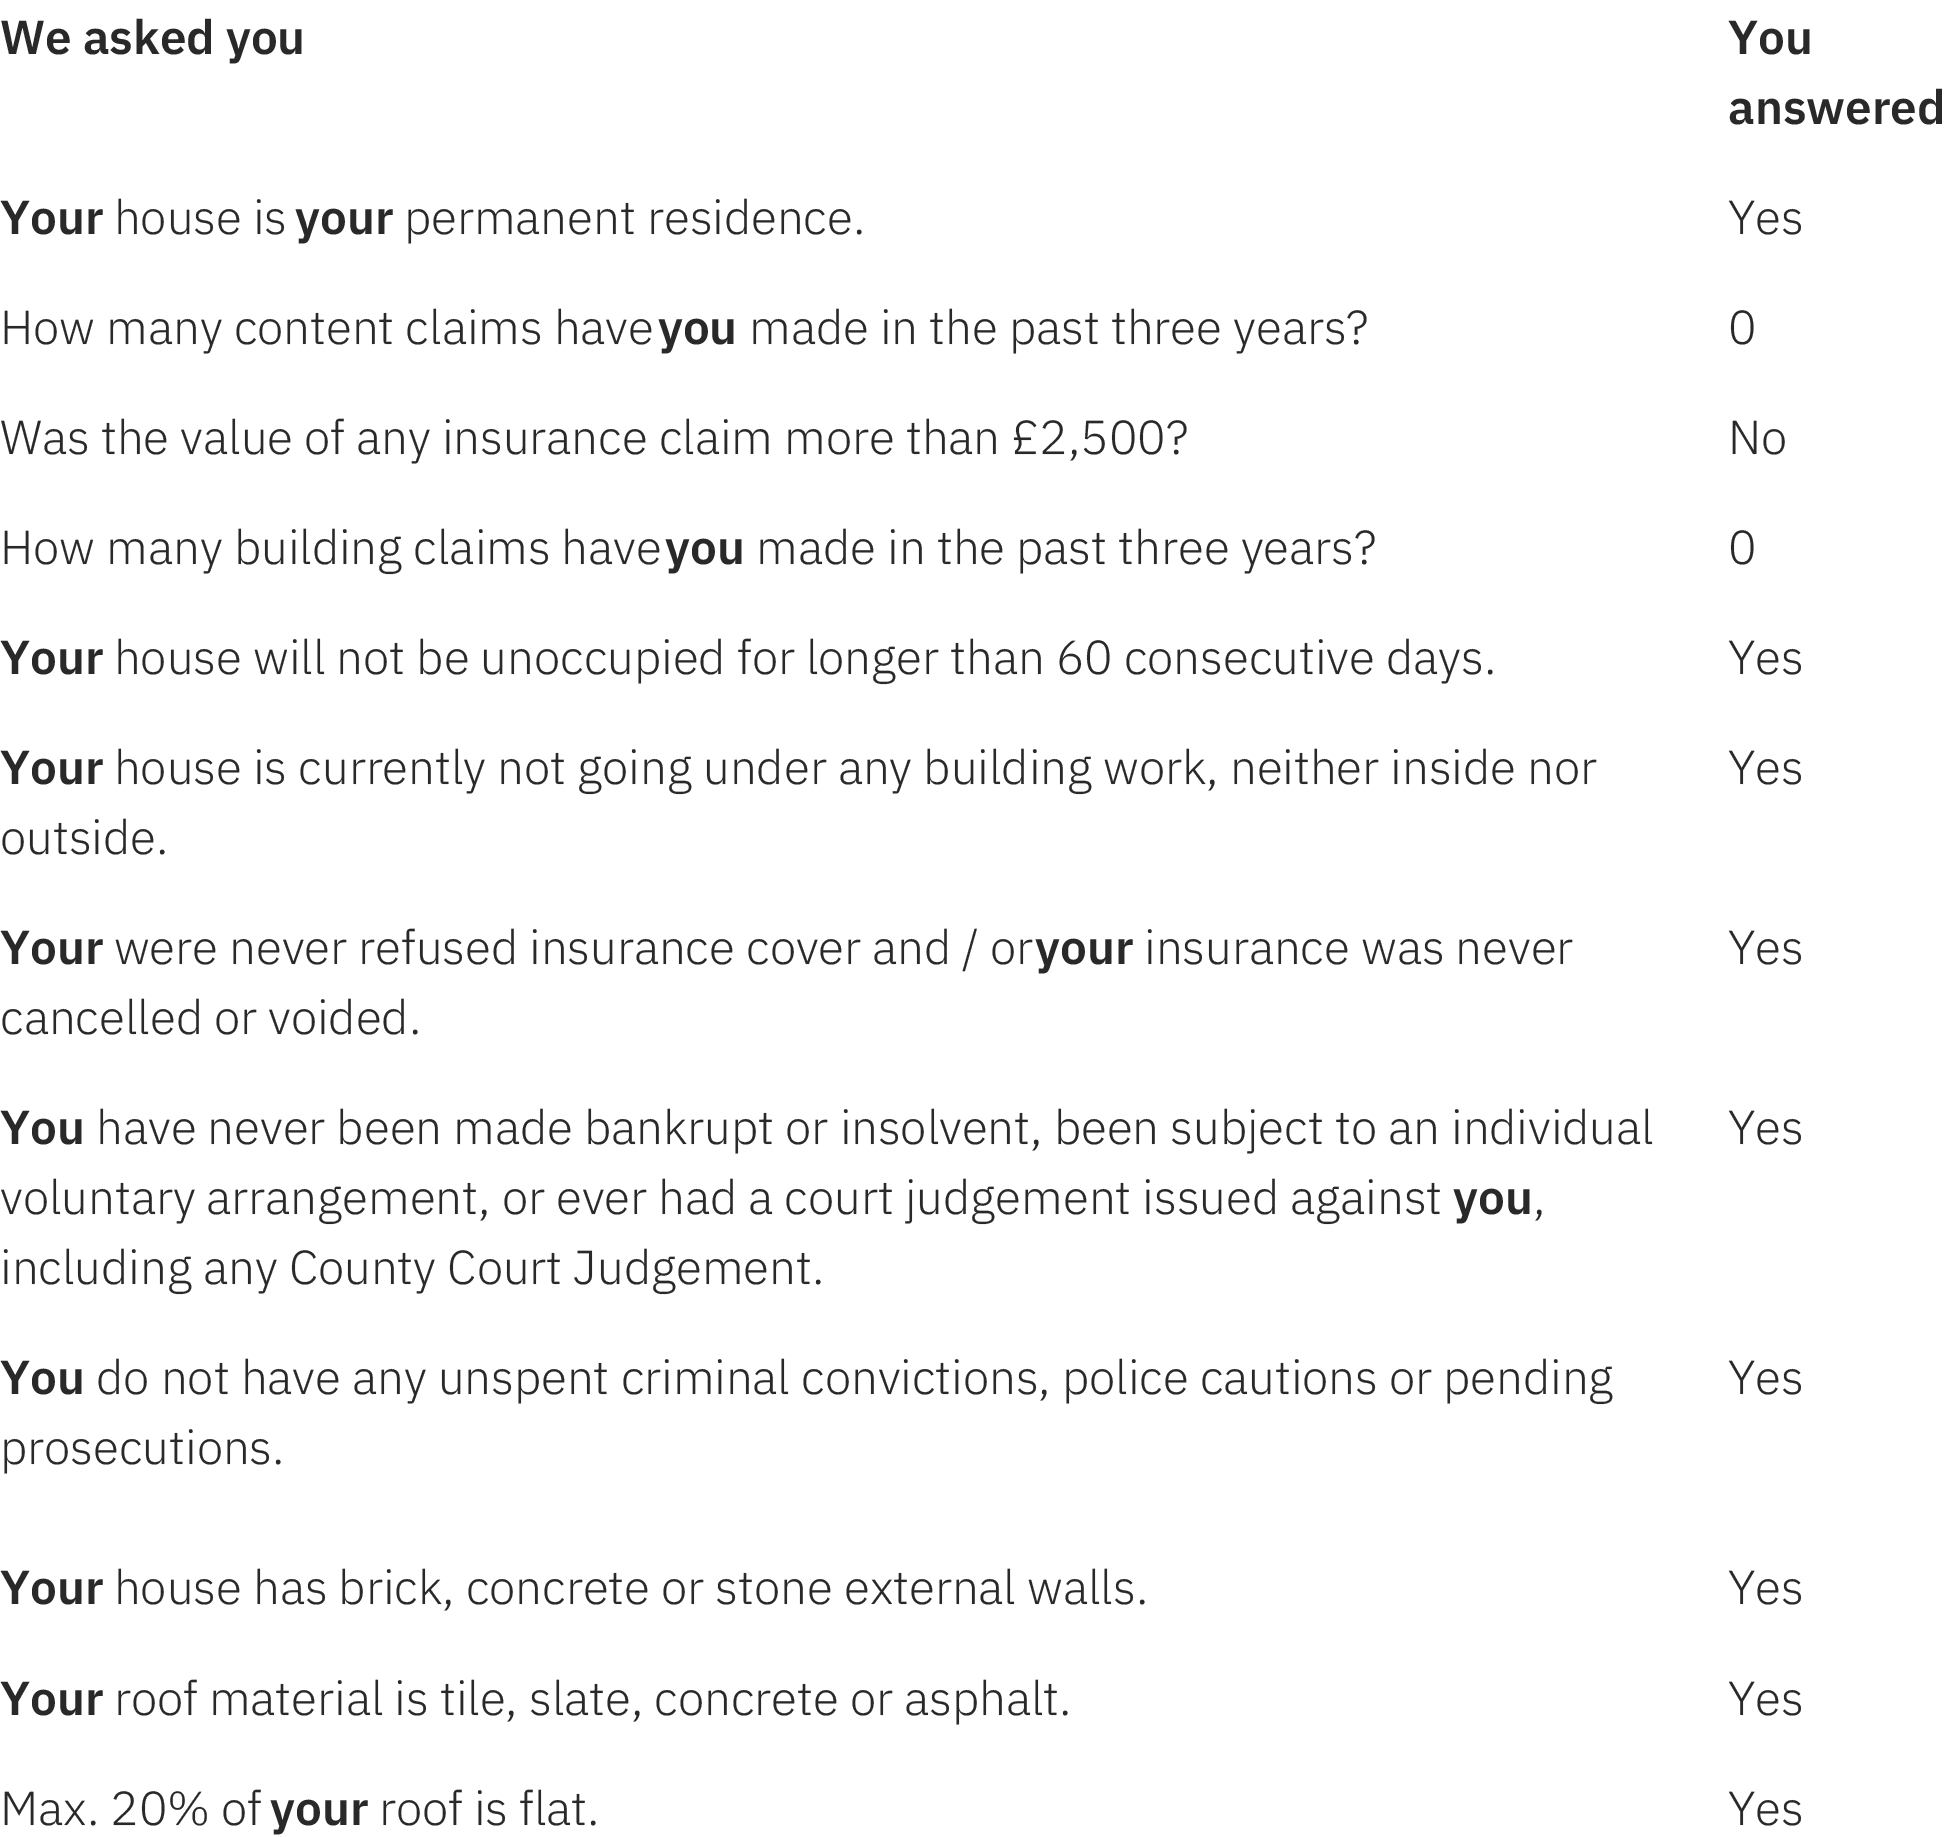 We asked you You
answered
Your house is your permanent residence. Yes
How many content claims have you made in the past three years? 0
Was the value of any insurance claim more than £2,500? No
How many building claims have you made in the past three years? 0
Your house will not be unoccupied for longer than 60 consecutive days. Yes
Your house is currently not going under any building work, neither inside nor Yes
outside.
Your were never refused insurance cover and / or your insurance was never Yes
cancelled or voided.
You have never been made bankrupt or insolvent, been subject to an individual Yes
voluntary arrangement, or ever had a court judgement issued against you,
including any County Court Judgement.
You do not have any unspent criminal convictions, police cautions or pending Yes
prosecutions.
Your house has brick, concrete or stone external walls. Yes
Your roof material is tile, slate, concrete or asphalt. Yes
Max. 20% of your roof is flat. Yes